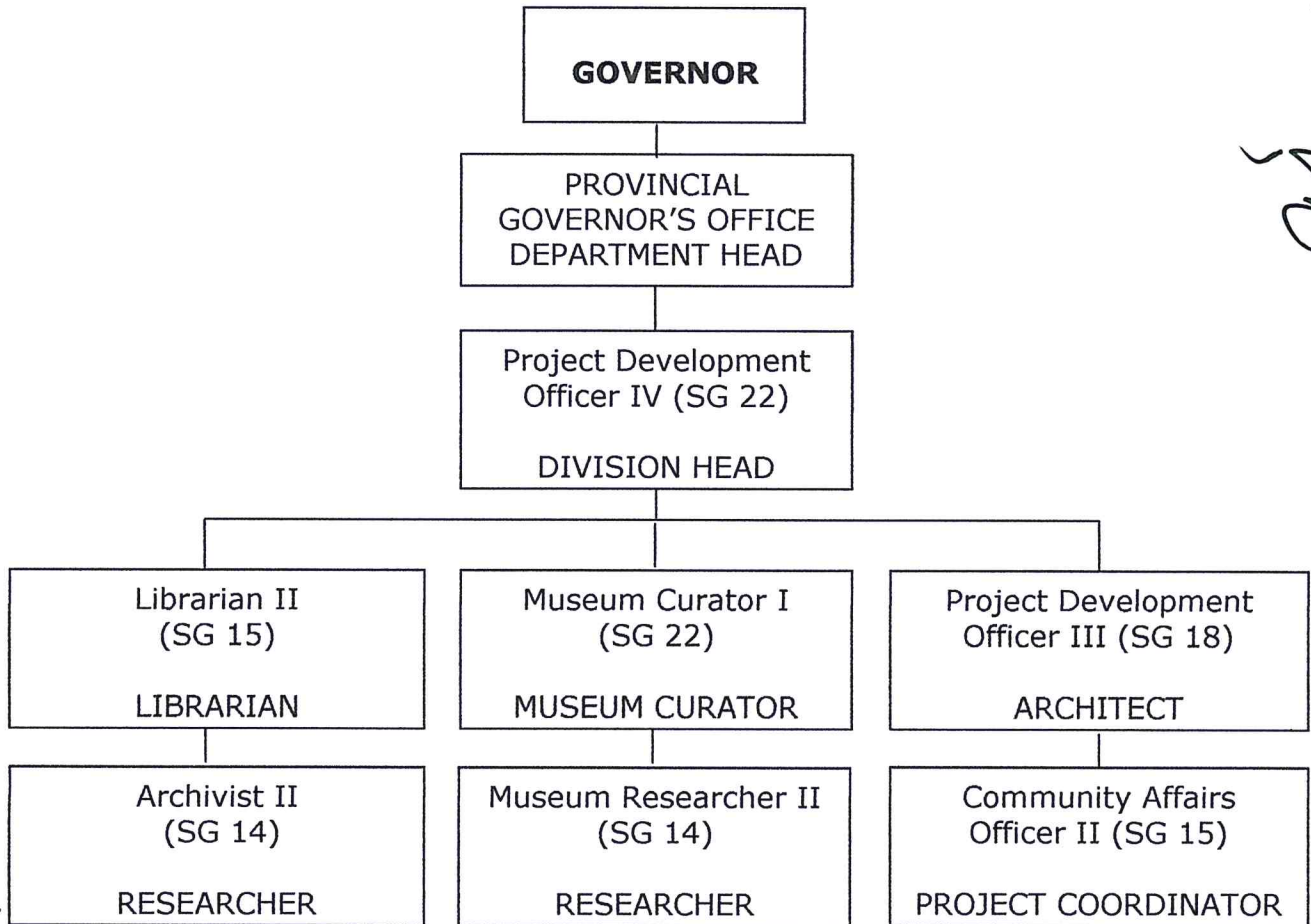 GOVERNOR
PROVINCIAL
GOVERNOR'S OFFICE
DEPARTMENT HEAD
Project Development
Officer IV (SG 22)
DIVISION HEAD
Librarian II
(SG 15)
LIBRARIAN
Museum Curator I
(SG 22)
MUSEUM CURATOR
Project Development
Officer III (SG 18)
ARCHITECT
Archivist II
(SG 14)
RESEARCHER
Museum Researcher II
(SG 14)
RESEARCHER
Community Affairs
Officer II (SG 15)
PROJECT COORDINATOR